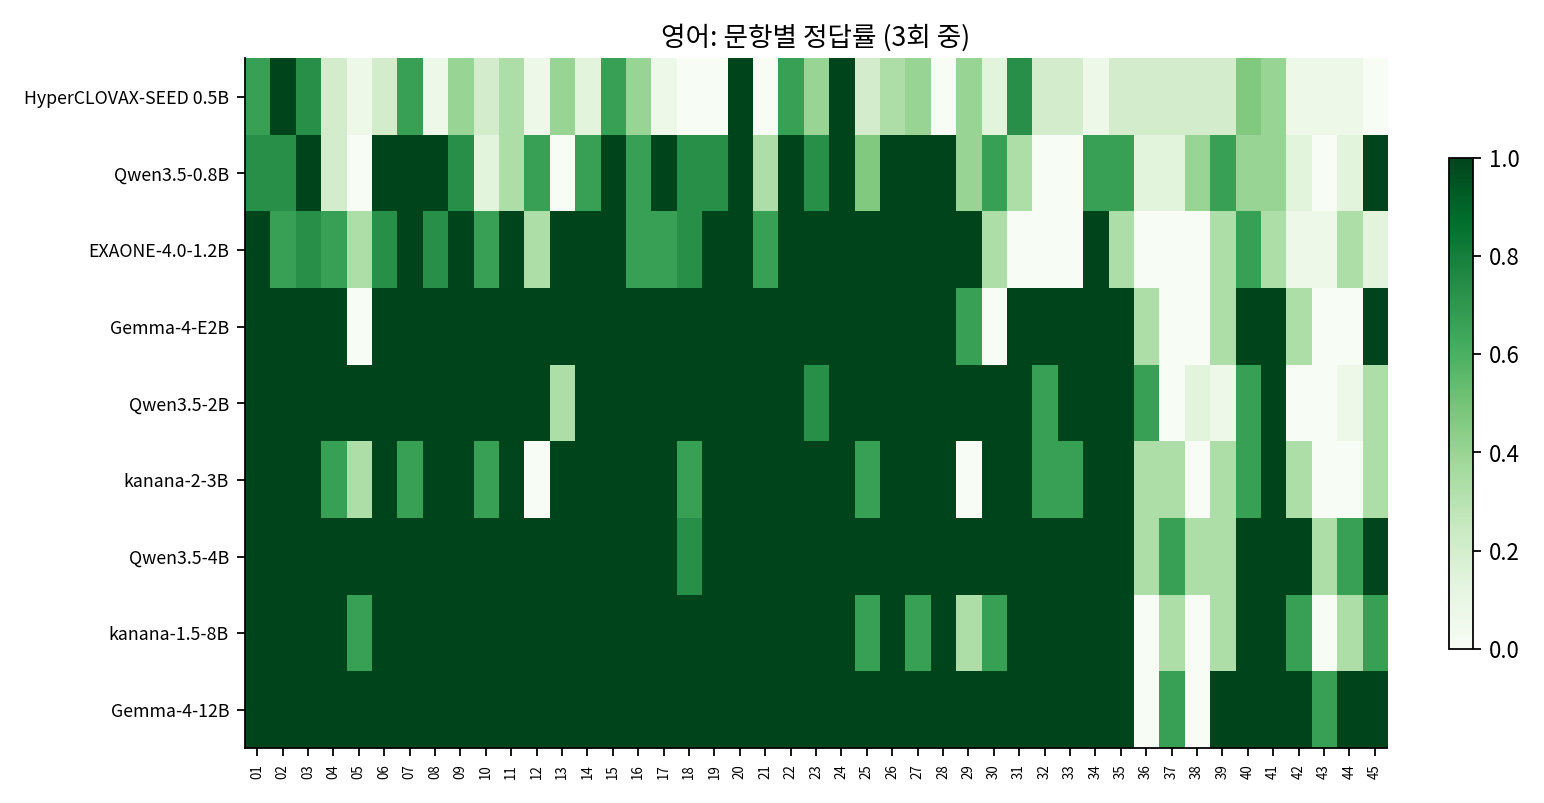 영어: 문항별 정답률 (3회 중)
HyperCLOVAX-SEED 0.5B
Qwen3.5-0.8B
EXAONE-4.0-1.2B
Gemma-4-E2B
Qwen3.5-2B
kanana-2-3B
Qwen3.5-4B
kanana-1.5-8B
Gemma-4-12B
01 02 03 04 05 06 07 08 09 10 11 12 13 14 15 16 17 18 19 20 21 22 23 24 25 26 27 28 29 30 31 32 33 34 35 36 37 38 39 40 41 42 43 44 45
1.0
0.8
0.6
0.4
0.2
0.0